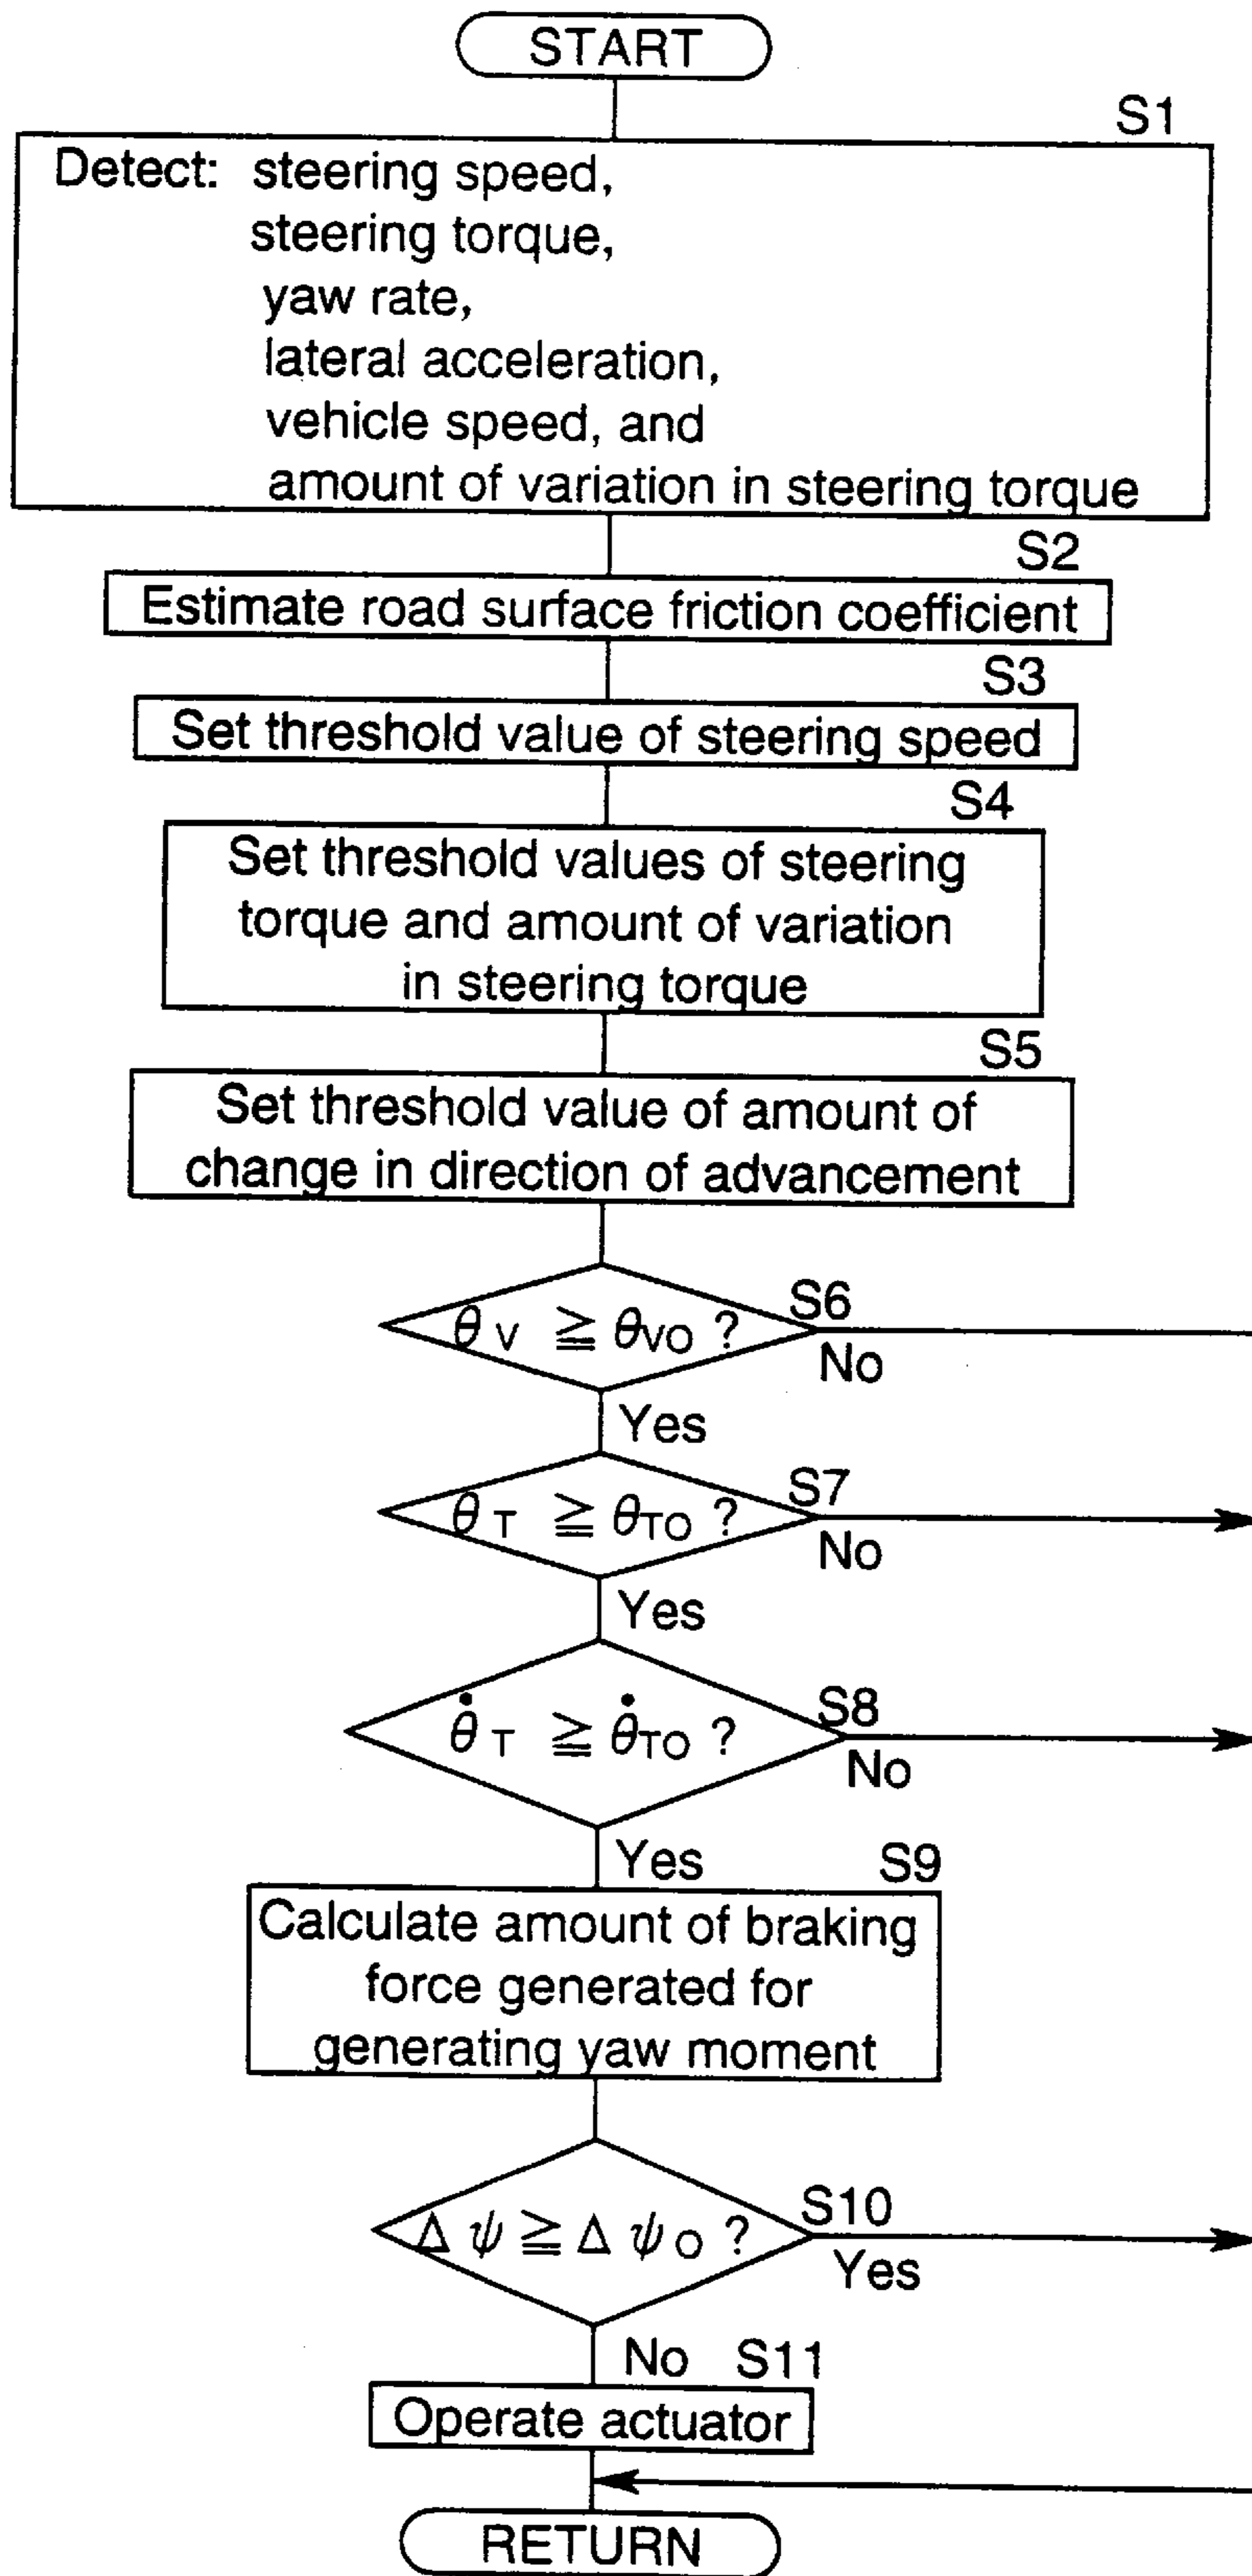 START
S1
Detect: steering speed,
steering torque,
yaw rate,
lateral acceleration,
vehicle speed, and
amount of variation in steering torque
S2
Estimate road surface friction coefficient
S3
Set threshold value of steering speed
S4
Set threshold values of steering
torque and amount of variation
in steering torque
S5
Set threshold value of amount of
change in direction of advancement
S6
θV ≧ θVO ?
No
Yes
S7
θT ≧ θTO ?
No
Yes
S8
θ̇T ≧ θ̇TO ?
No
Yes
S9
Calculate amount of braking
force generated for
generating yaw moment
S10
Δψ ≧ ΔψO ?
Yes
No
S11
Operate actuator
RETURN